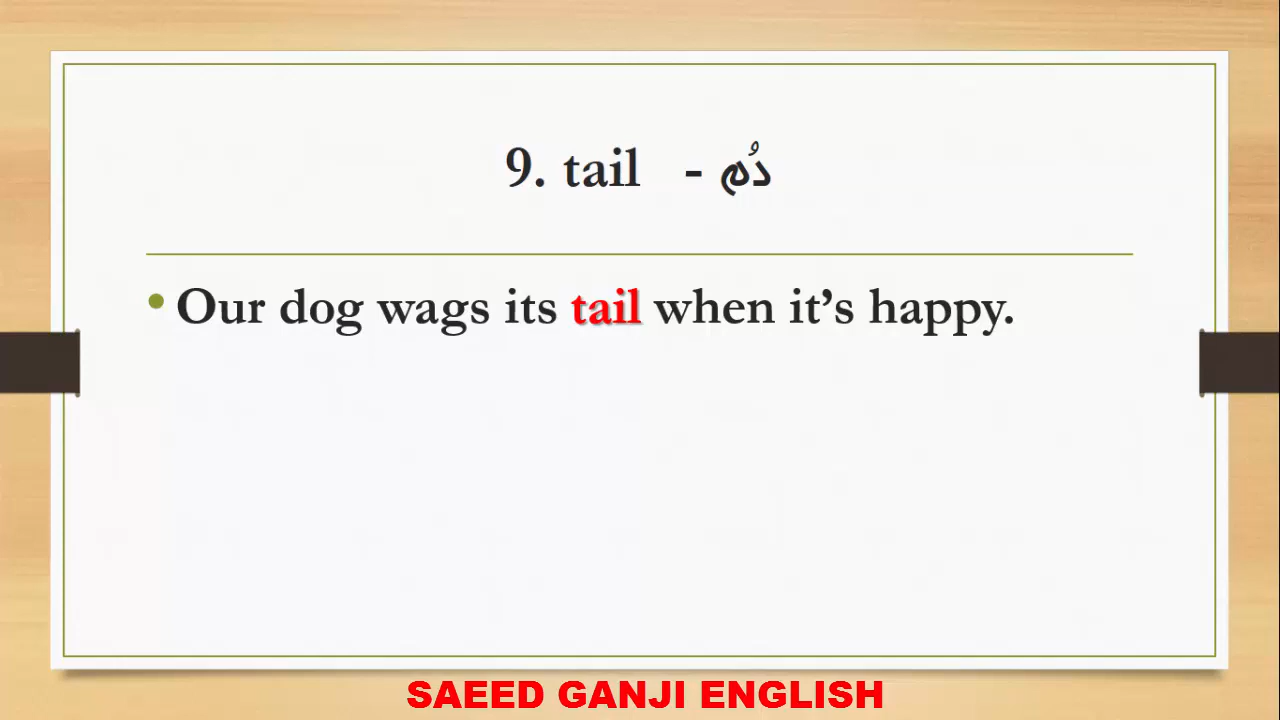 9. tail - دُم
• Our dog wags its tail when it’s happy.
SAEED GANJI ENGLISH